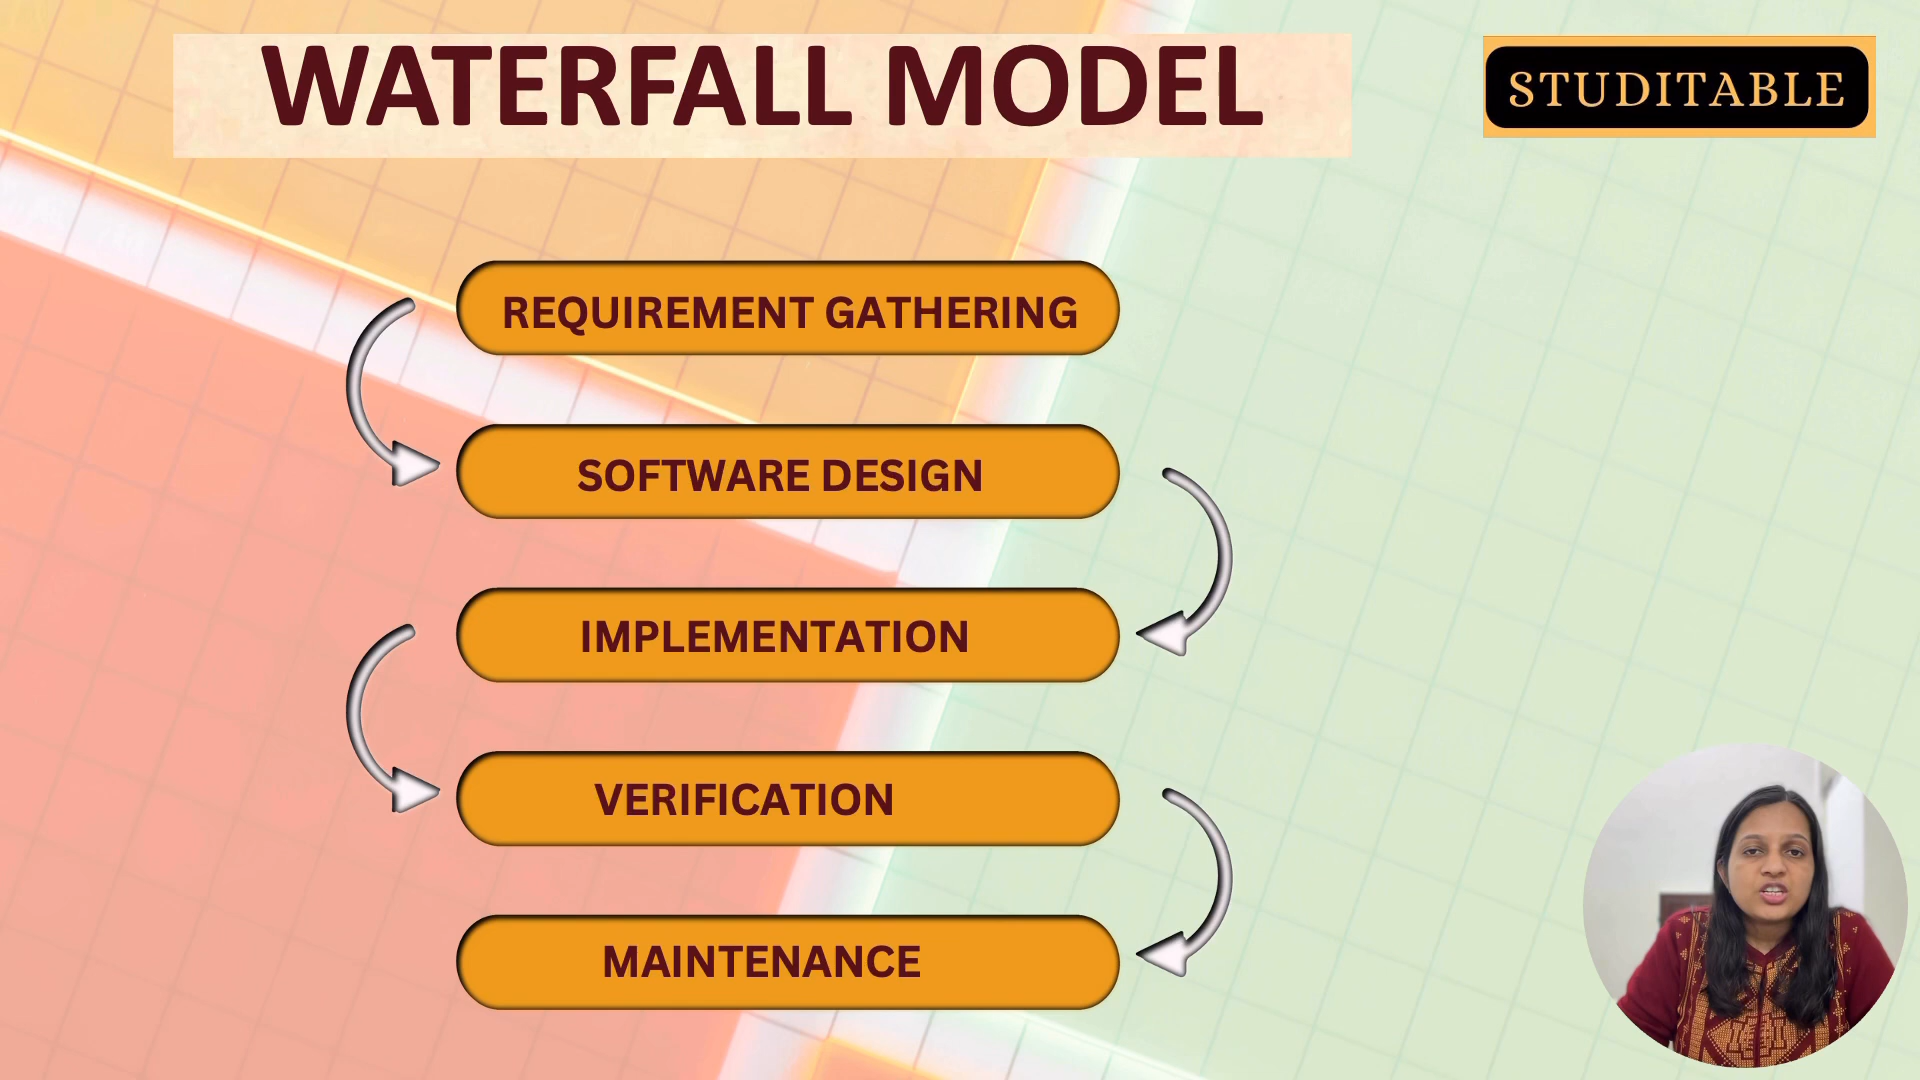 WATERFALL MODEL
STUDITABLE
REQUIREMENT GATHERING
SOFTWARE DESIGN
IMPLEMENTATION
VERIFICATION
MAINTENANCE